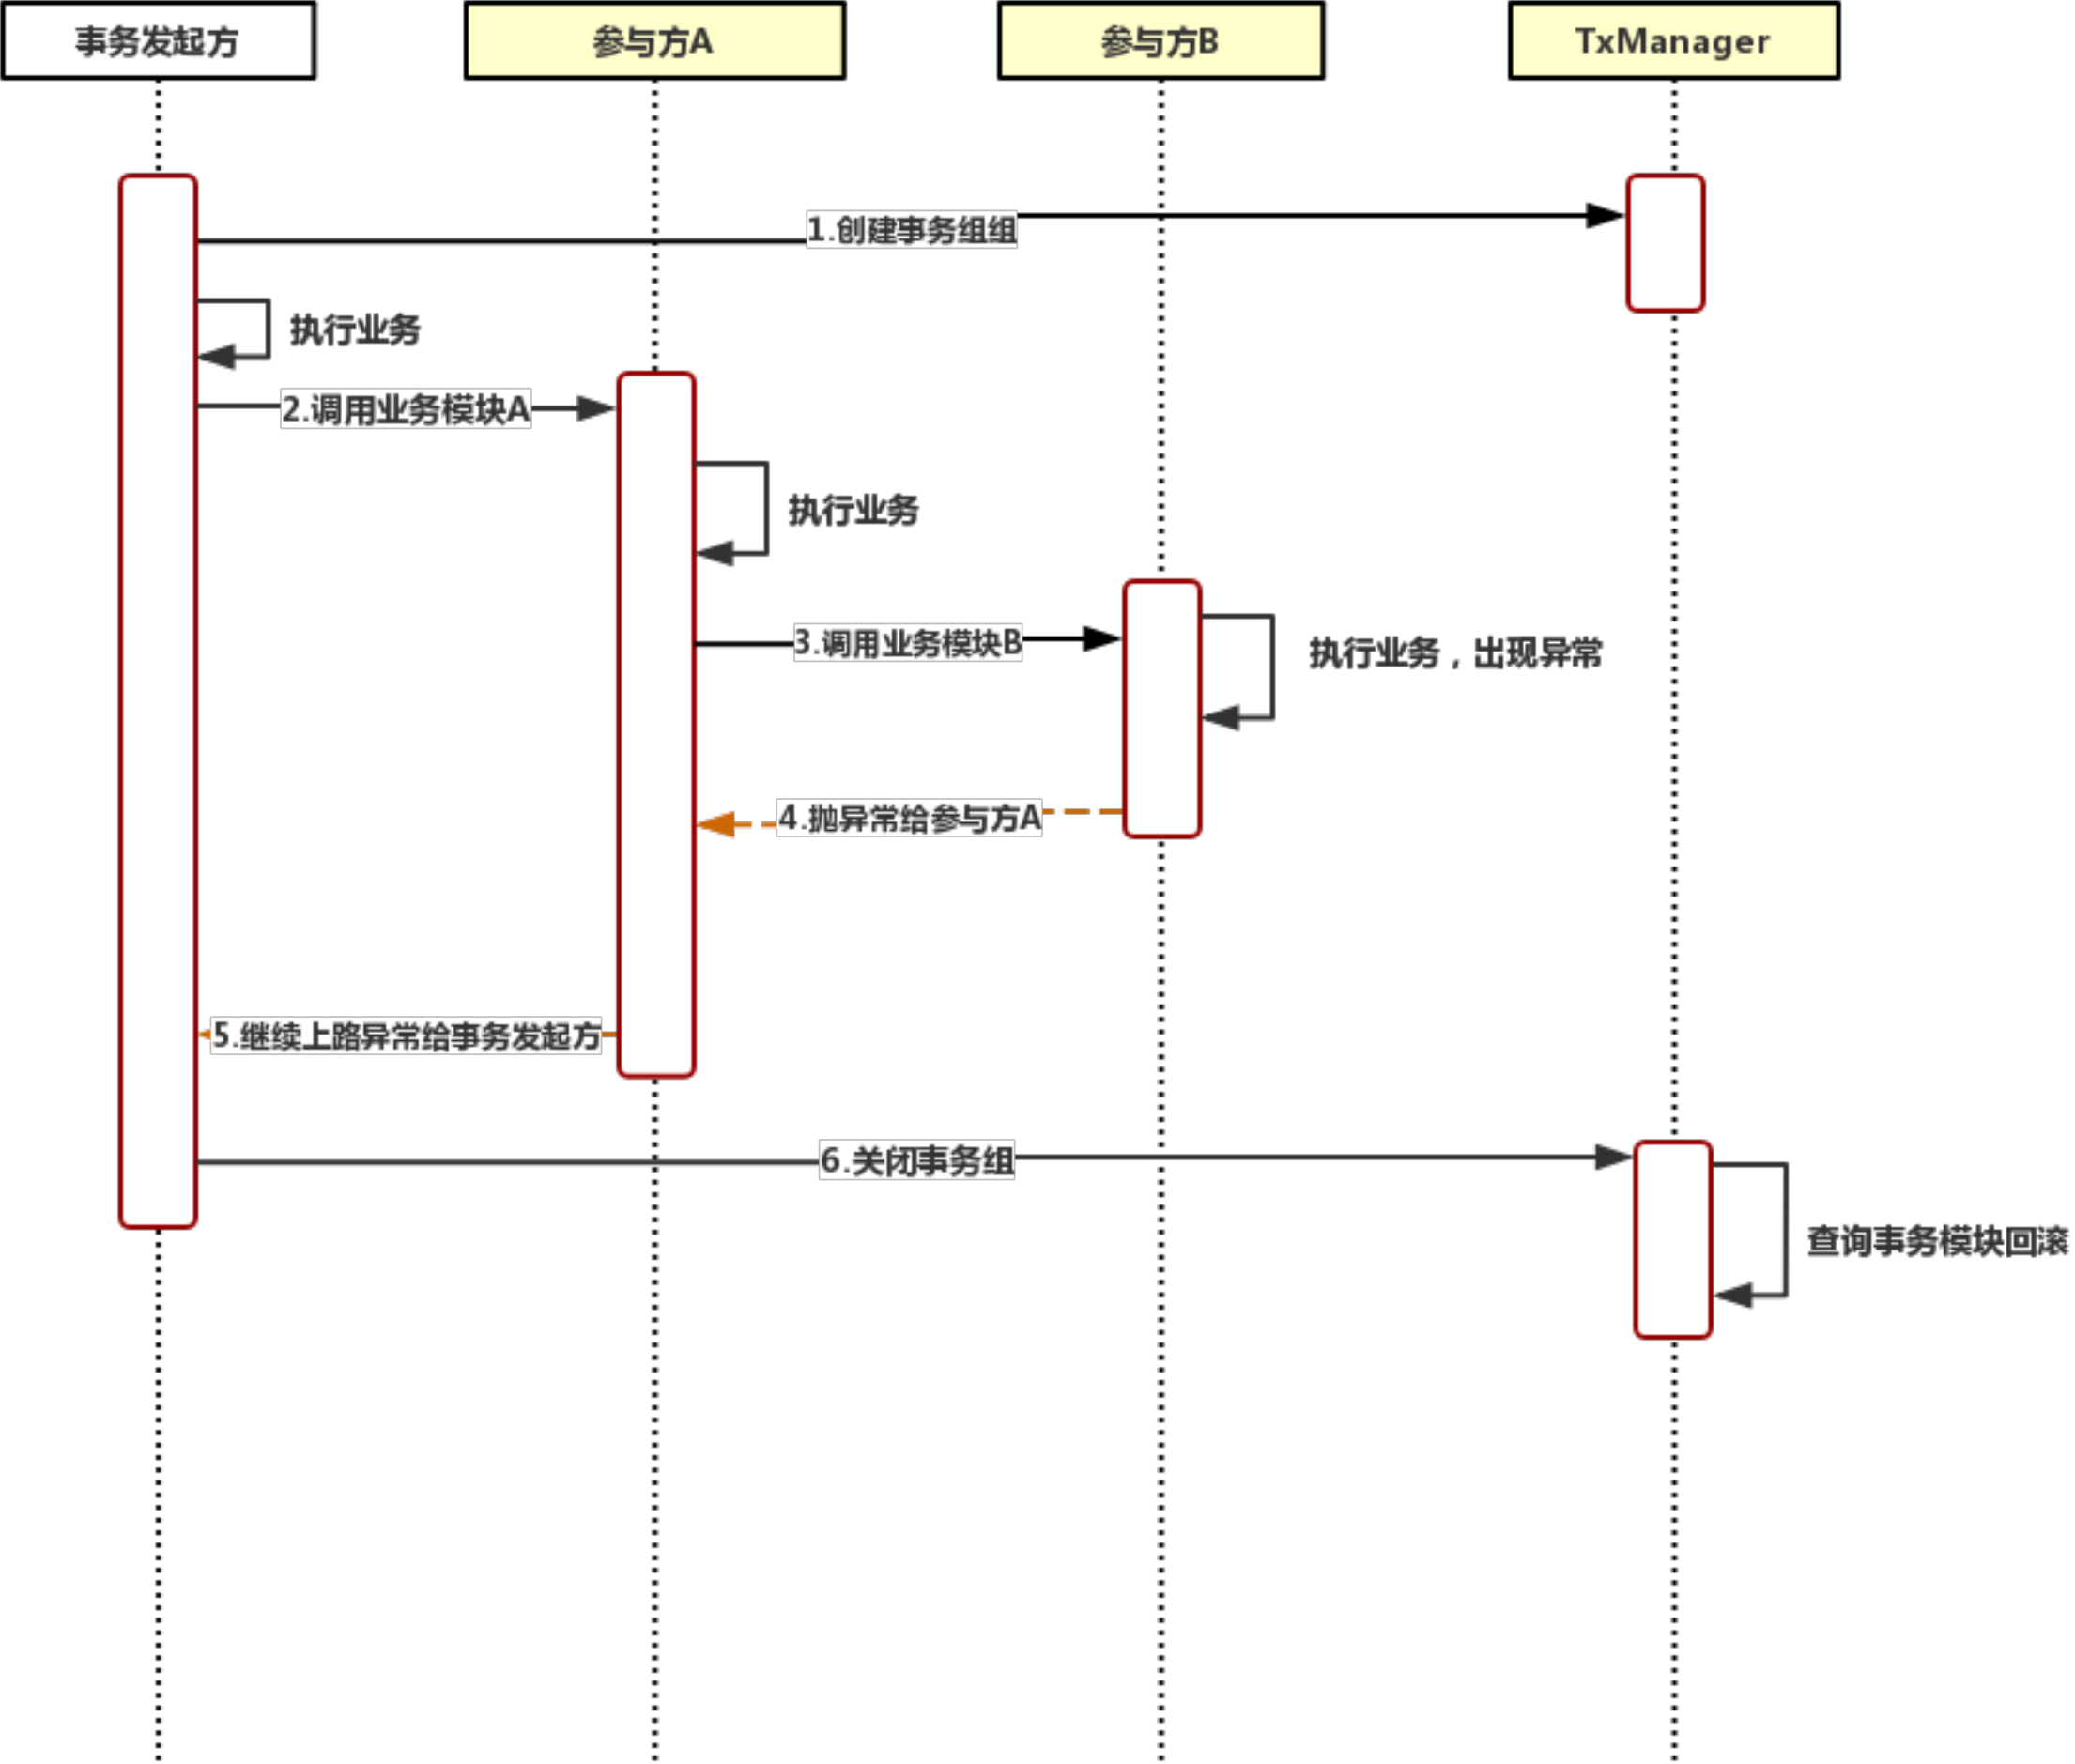 事务发起方
参与方A
参与方B
TxManager
1.创建事务组组
执行业务
2.调用业务模块A
执行业务
3.调用业务模块B
执行业务，出现异常
4.抛异常给参与方A
5.继续上路异常给事务发起方
6.关闭事务组
查询事务模块回滚